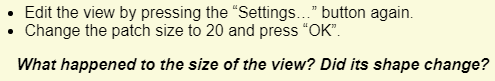 • Edit the view by pressing the “Settings…” button again.
• Change the patch size to 20 and press “OK”.
What happened to the size of the view? Did its shape change?